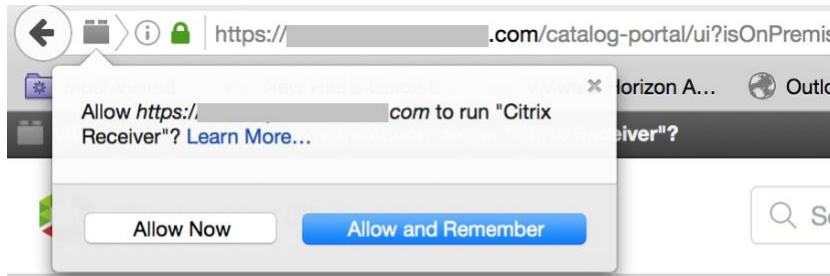 https:// .com/catalog-portal/ui?isOnPremis
Horizon A... Outlo
Allow https:// com to run "Citrix
Receiver"? Learn More...
eiver"?
Allow Now Allow and Remember
Se